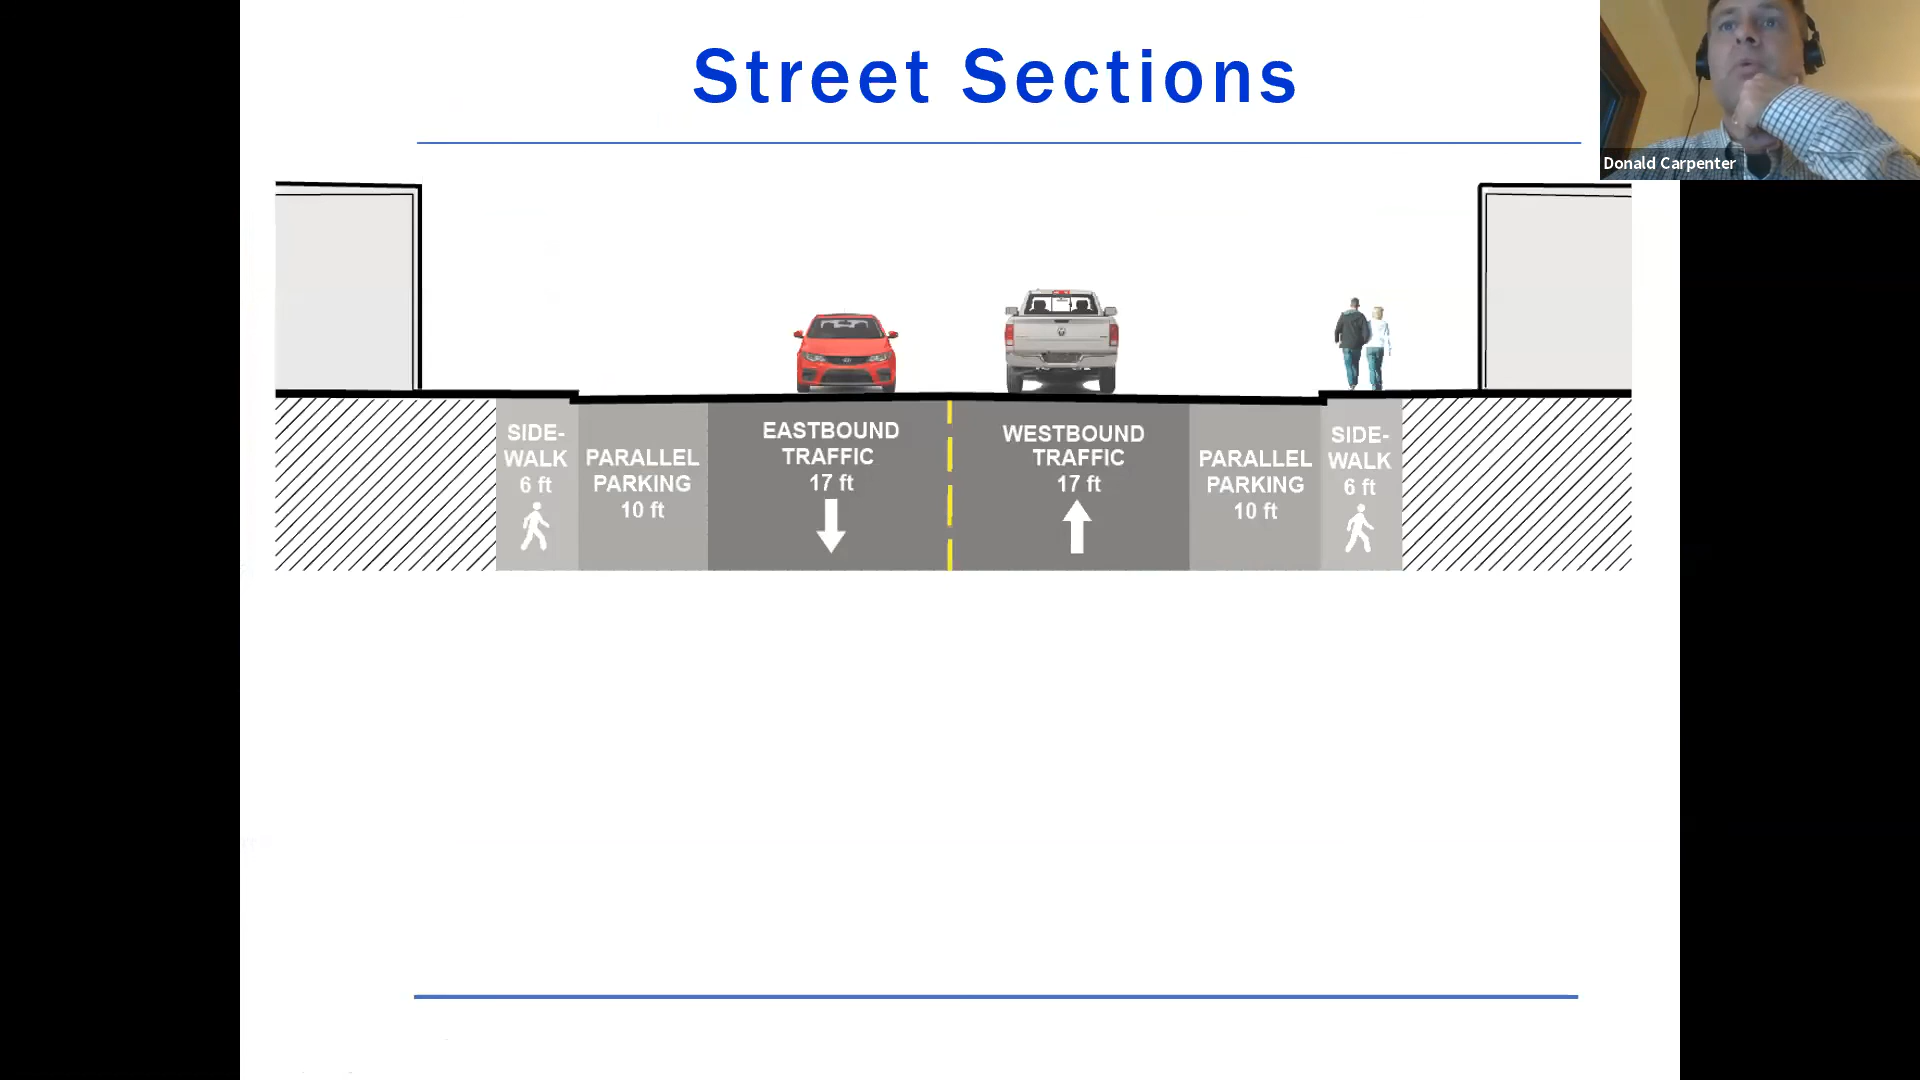 Street Sections
Donald Carpenter
SIDE-
WALK
6 ft
PARALLEL
PARKING
10 ft
EASTBOUND
TRAFFIC
17 ft
WESTBOUND
TRAFFIC
17 ft
PARALLEL
PARKING
10 ft
SIDE-
WALK
6 ft